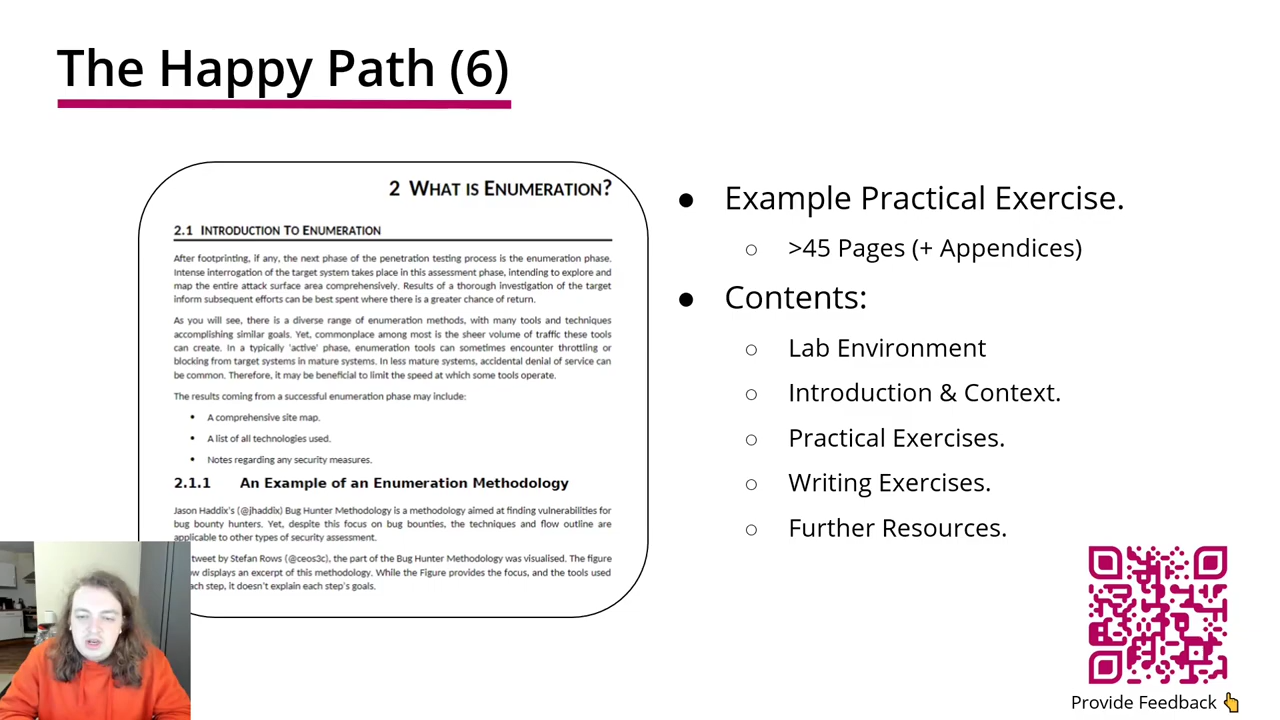 The Happy Path (6)
2 WHAT IS ENUMERATION?
2.1 INTRODUCTION TO ENUMERATION
After footprinting, if any, the next phase of the penetration testing process is the enumeration phase.
Intense interrogation of the target system takes place in this assessment phase, intending to explore and
map the entire attack surface area comprehensively. Results of a thorough investigation of the target
inform subsequent efforts can be best spent where there is a greater chance of return.
As you will see, there is a diverse range of enumeration methods, with many tools and techniques
accomplishing similar goals. Yet, commonplace among most is the sheer volume of traffic these tools
can create. In a typically 'active' phase, enumeration tools can sometimes encounter throttling or
blocking from target systems in mature systems. In less mature systems, accidental denial of service can
be common. Therefore, it may be beneficial to limit the speed at which some tools operate.
The results coming from a successful enumeration phase may include:
• A comprehensive site map.
• A list of all technologies used.
• Notes regarding any security measures.
2.1.1 An Example of an Enumeration Methodology
Jason Haddix's (@jhaddix) Bug Hunter Methodology is a methodology aimed at finding vulnerabilities for
bug bounty hunters. Yet, despite this focus on bug bounties, the techniques and flow outline are
applicable to other types of security assessment.
tweet by Stefan Rows (@ceos3c), the part of the Bug Hunter Methodology was visualised. The figure
displays an excerpt of this methodology. While the Figure provides the focus, and the tools used
step, it doesn't explain each step's goals.
● Example Practical Exercise.
○ >45 Pages (+ Appendices)
● Contents:
○ Lab Environment
○ Introduction & Context.
○ Practical Exercises.
○ Writing Exercises.
○ Further Resources.
Provide Feedback 👆